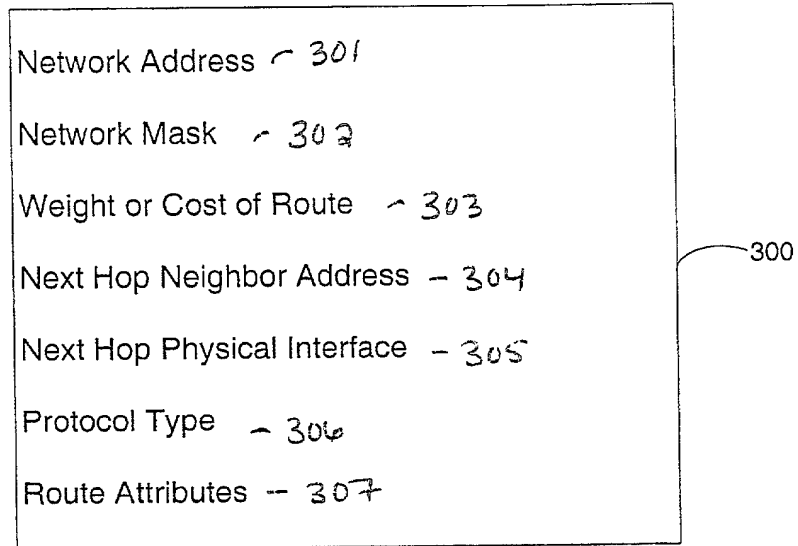 Network Address ~ 301
Network Mask ~ 302
Weight or Cost of Route ~ 303
Next Hop Neighbor Address - 304
300
Next Hop Physical Interface - 305
Protocol Type - 306
Route Attributes -- 307